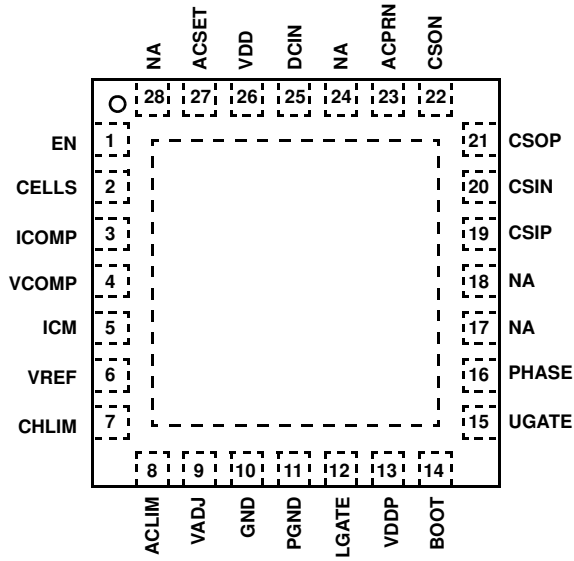 NA ACSET VDD DCIN NA ACPRN CSON
28 27 26 25 24 23 22
EN 1 21 CSOP
CELLS 2 20 CSIN
ICOMP 3 19 CSIP
VCOMP 4 18 NA
ICM 5 17 NA
VREF 6 16 PHASE
CHLIM 7 15 UGATE
8 9 10 11 12 13 14
ACLIM VADJ GND PGND LGATE VDDP BOOT